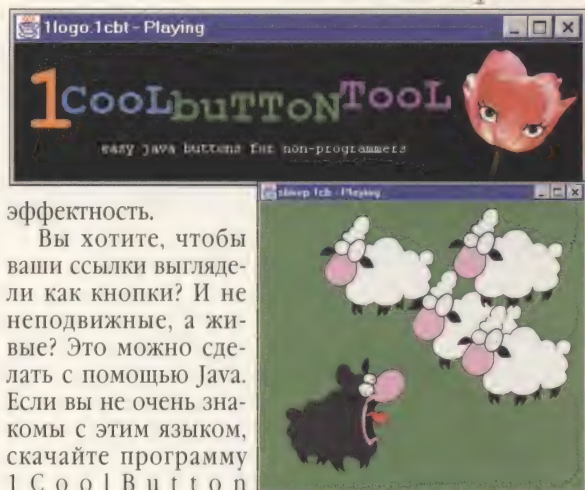 1logo.1cbt - Playing
1CooLbuTToNTooL
easy java buttons for non-programmers
sheep 1cb - Playing
эффектность.
Вы хотите, чтобы
ваши ссылки выгляде-
ли как кнопки? И не
неподвижные, а жи-
вые? Это можно сде-
лать с помощью Java.
Если вы не очень зна-
комы с этим языком,
скачайте программу
1 C o o l B u t t o n